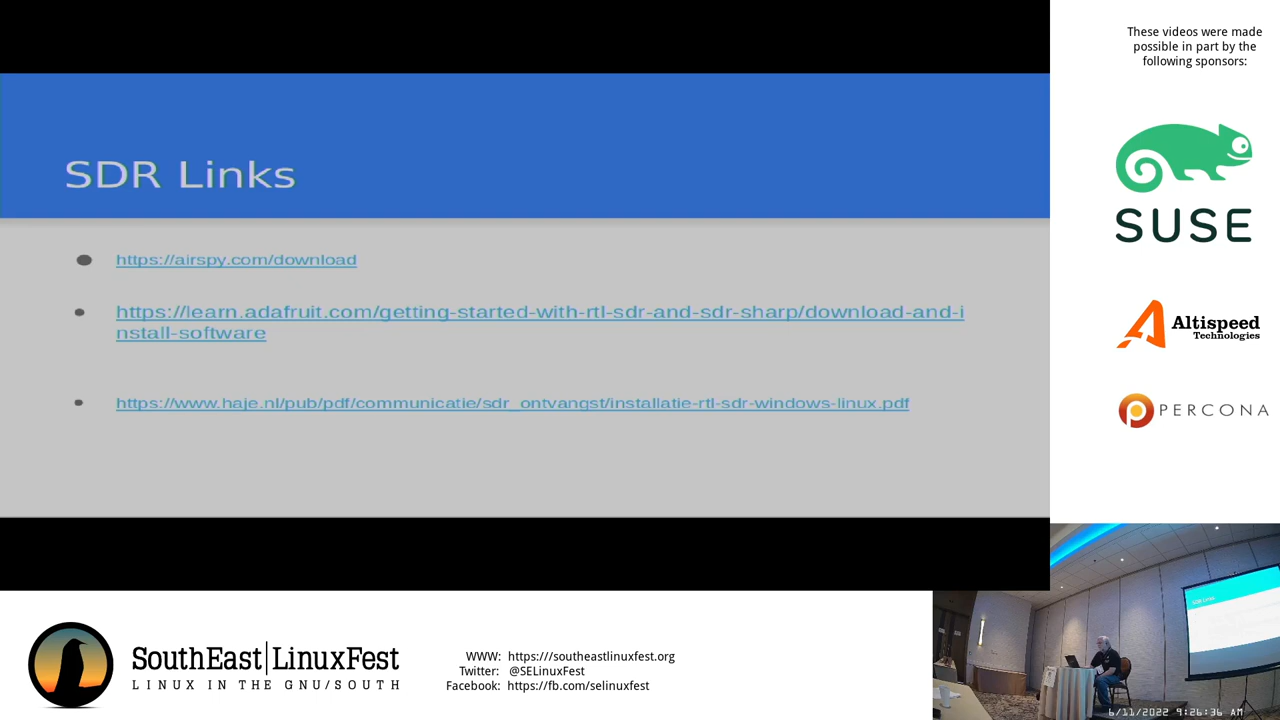 These videos were made
possible in part by the
following sponsors:
SDR Links
https://airspy.com/download
https://learn.adafruit.com/getting-started-with-rtl-sdr-and-sdr-sharp/download-and-i
nstall-software
https://www.haje.nl/pub/pdf/communicatie/sdr_ontvangst/installatie-rtl-sdr-windows-linux.pdf
SUSE
Altispeed
Technologies
PERCONA
SouthEast|LinuxFest
LINUX IN THE GNU/SOUTH
WWW: https:///southeastlinuxfest.org
Twitter: @SELinuxFest
Facebook: https://fb.com/selinuxfest
6/11/2022 9:26:36 AM